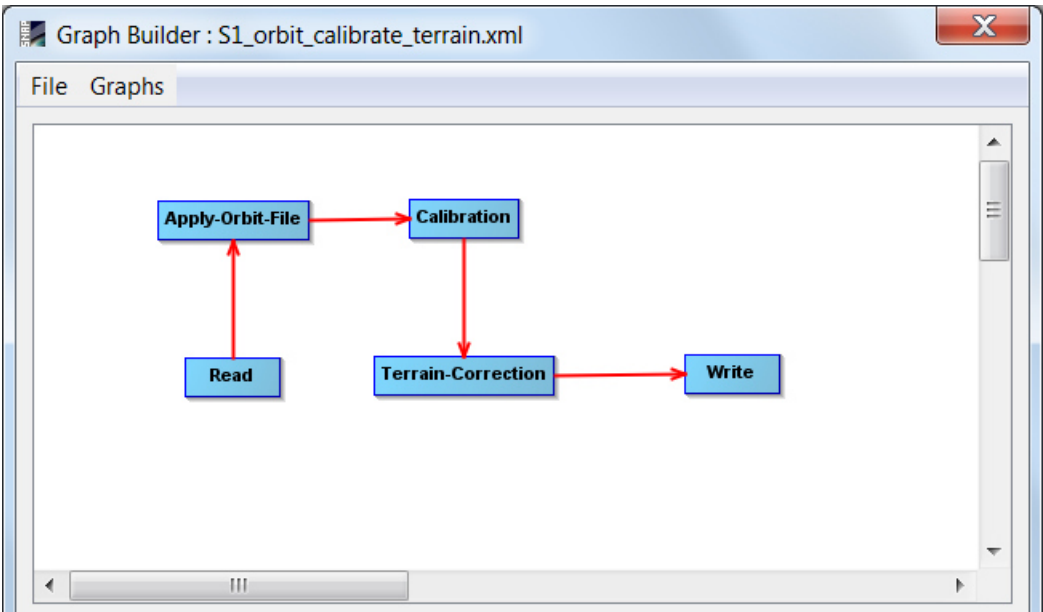 Graph Builder : S1_orbit_calibrate_terrain.xml
File Graphs
Apply-Orbit-File
Calibration
Read
Terrain-Correction
Write